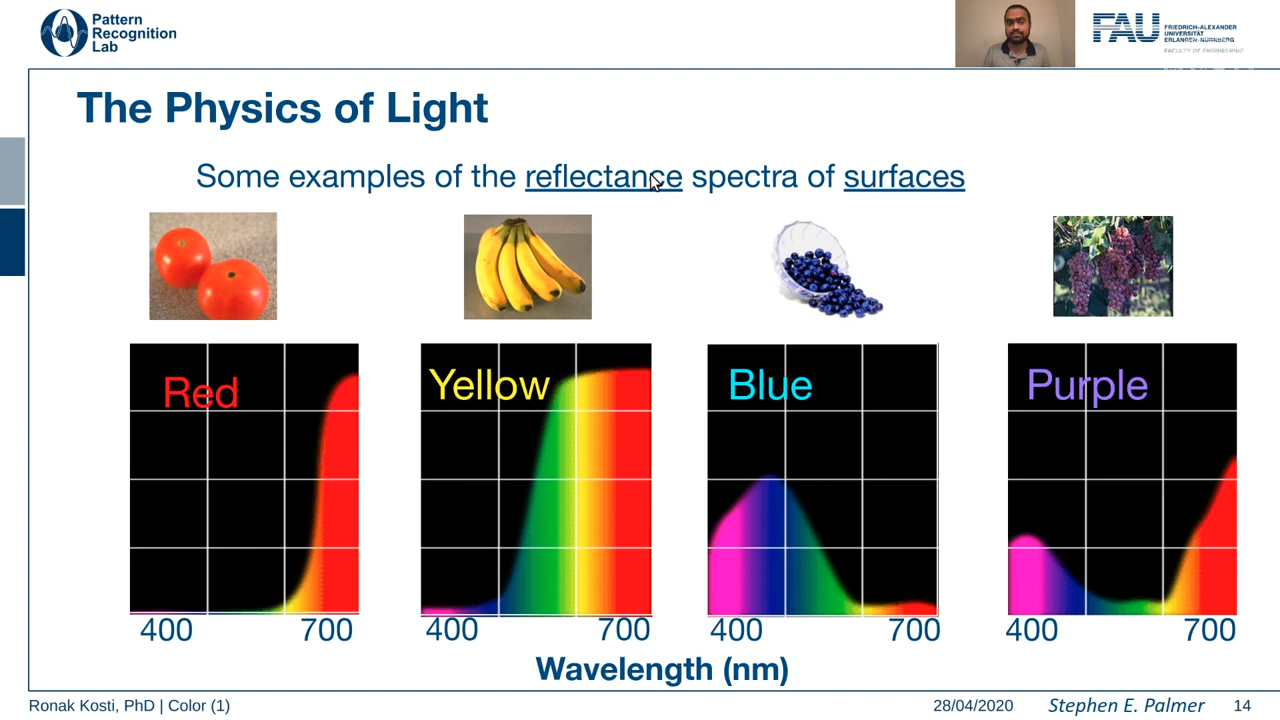 Pattern
Recognition
Lab
FAU
FRIEDRICH-ALEXANDER
UNIVERSITÄT
ERLANGEN-NÜRNBERG
FACULTY OF ENGINEERING
The Physics of Light
Some examples of the reflectance spectra of surfaces
Red
Yellow
Blue
Purple
400 700
400 700
400 700
400 700
Wavelength (nm)
Ronak Kosti, PhD | Color (1)
28/04/2020
Stephen E. Palmer
14